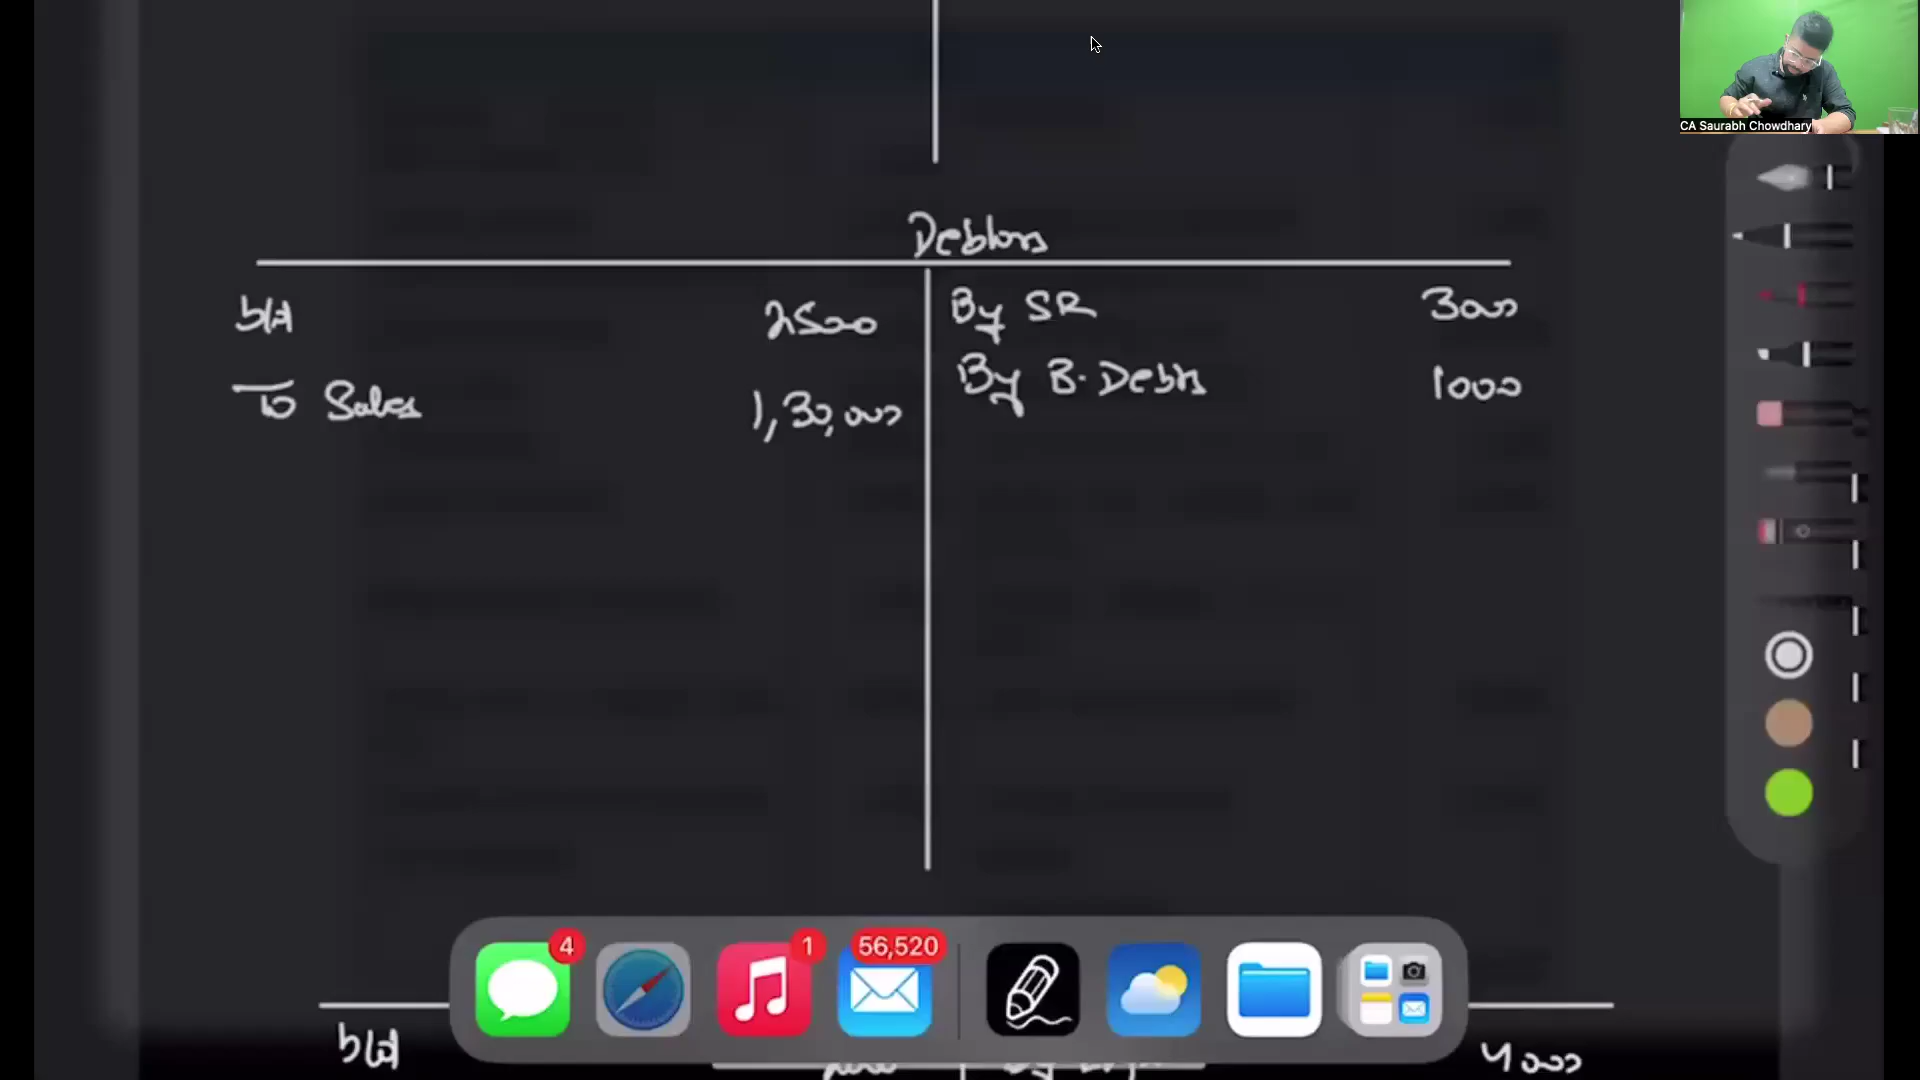 CA Saurabh Chowdhary
Debtors
b/d 2500
To Sales 1,30,000
By SR 3000
By B. Debts 1000
4
1
56,520
b/d
4000